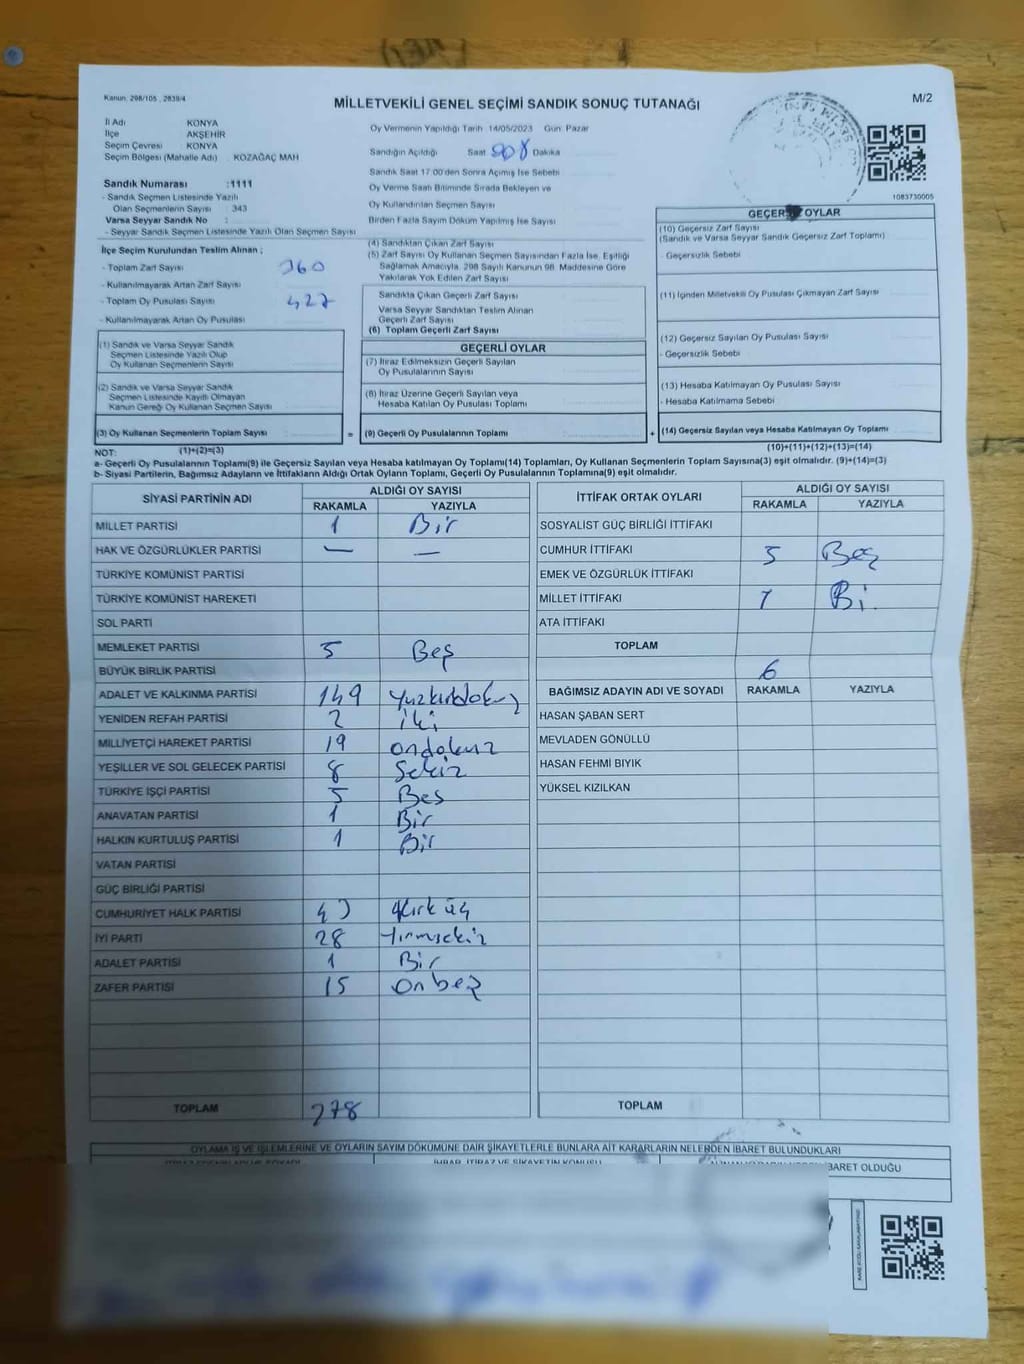 Kanun, 298/105 , 2839/4
MİLLETVEKİLİ GENEL SEÇİMİ SANDIK SONUÇ TUTANAĞI
M/2
İl Adı KONYA
İlçe AKŞEHİR
Seçim Çevresi KONYA
Seçim Bölgesi (Mahalle Adı) : KOZAĞAÇ MAH
Oy Vermenin Yapıldığı Tarih 14/05/2023 Gün: Pazar
Sandığın Açıldığı Saat Dakika
Sandık Saat 17:00'den Sonra Açmış İse Sebebi
Oy Verme Saati Bitiminde Sırada Bekleyen ve
Oy Kullandırılan Seçmen Sayısı
Birden Fazla Sayım Döküm Yapılmış İse Sayısı
1083730005
Sandık Numarası :1111
- Sandık Seçmen Listesinde Yazılı
Olan Seçmenlerin Sayısı : 343
Varsa Seyyar Sandık No :
- Seyyar Sandık Seçmen Listesinde Yazılı Olan Seçmen Sayısı
İlçe Seçim Kurulundan Teslim Alınan ;
- Toplam Zarf Sayısı 360
- Kullanılmayarak Artan Zarf Sayısı
- Toplam Oy Pusulası Sayısı 427
- Kullanılmayarak Artan Oy Pusulası
(1) Sandık ve Varsa Seyyar Sandık
Seçmen Listesinde Yazılı Olup
Oy Kullanan Seçmenlerin Sayısı
(2) Sandık ve Varsa Seyyar Sandık
Seçmen Listesinde Kayıtlı Olmayan
Kanun Gereği Oy Kullanan Seçmen Sayısı
(3) Oy Kullanan Seçmenlerin Toplam Sayısı
(1)+(2)=(3)
(4) Sandıktan Çıkan Zarf Sayısı
(5) Zarf Sayısı Oy Kullanan Seçmen Sayısından Fazla İse, Eşitliği
Sağlamak Amacıyla, 298 Sayılı Kanunun 98. Maddesine Göre
Yakılarak Yok Edilen Zarf Sayısı
Sandıkta Çıkan Geçerli Zarf Sayısı
Varsa Seyyar Sandıktan Teslim Alınan
Geçerli Zarf Sayısı
(6) Toplam Geçerli Zarf Sayısı
GEÇERLİ OYLAR
(7) İtiraz Edilmeksizin Geçerli Sayılan
Oy Pusulalarının Sayısı
(8) İtiraz Üzerine Geçerli Sayılan veya
Hesaba Katılan Oy Pusulası Toplamı
= (9) Geçerli Oy Pusulalarının Toplamı
OYLAR
(10) Geçersiz Zarf Sayısı
(Sandık ve Varsa Seyyar Sandık Geçersiz Zarf Toplamı)
- Geçersizlik Sebebi
(11) İçinden Milletvekili Oy Pusulası Çıkmayan Zarf Sayısı
(12) Geçersiz Sayılan Oy Pusulası Sayısı
- Geçersizlik Sebebi
(13) Hesaba Katılmayan Oy Pusulası Sayısı
- Hesaba Katılmama Sebebi
+ (14) Geçersiz Sayılan veya Hesaba Katılmayan Oy Toplamı
(10)+(11)+(12)+(13)=(14)
NOT:
a- Geçerli Oy Pusulalarının Toplamı(9) ile Geçersiz Sayılan veya Hesaba katılmayan Oy Toplamı(14) Toplamları, Oy Kullanan Seçmenlerin Toplam Sayısına(3) eşit olmalıdır. (9)+(14)=(3)
b- Siyasi Partilerin, Bağımsız Adayların ve İttifakların Aldığı Ortak Oyların Toplamı, Geçerli Oy Pusulalarının Toplamına(9) eşit olmalıdır.
SİYASİ PARTİNİN ADI ALDIĞI OY SAYISI
RAKAMLA YAZIYLA
MİLLET PARTİSİ 1 Bir
HAK VE ÖZGÜRLÜKLER PARTİSİ — —
TÜRKİYE KOMÜNİST PARTİSİ
TÜRKİYE KOMÜNİST HAREKETİ
SOL PARTİ
MEMLEKET PARTİSİ 5 Beş
BÜYÜK BİRLİK PARTİSİ
ADALET VE KALKINMA PARTİSİ 149
YENİDEN REFAH PARTİSİ 2 iki
MİLLİYETÇİ HAREKET PARTİSİ 19 ondokuz
YEŞİLLER VE SOL GELECEK PARTİSİ 8 Sekiz
TÜRKİYE İŞÇİ PARTİSİ 5 Bes
ANAVATAN PARTİSİ 1 Bir
HALKIN KURTULUŞ PARTİSİ 1 Bir
VATAN PARTİSİ
GÜÇ BİRLİĞİ PARTİSİ
CUMHURİYET HALK PARTİSİ 43 Kırk üç
İYİ PARTİ 28
ADALET PARTİSİ 1 Bir
ZAFER PARTİSİ 15 Onbeş
TOPLAM 278
İTTİFAK ORTAK OYLARI ALDIĞI OY SAYISI
RAKAMLA YAZIYLA
SOSYALİST GÜÇ BİRLİĞİ İTTİFAKI
CUMHUR İTTİFAKI 5 Beş
EMEK VE ÖZGÜRLÜK İTTİFAKI
MİLLET İTTİFAKI 1 Bi.
ATA İTTİFAKI
TOPLAM
6
BAĞIMSIZ ADAYIN ADI VE SOYADI RAKAMLA YAZIYLA
HASAN ŞABAN SERT
MEVLADEN GÖNÜLLÜ
HASAN FEHMİ BIYIK
YÜKSEL KIZILKAN
TOPLAM
OYLAMA İŞ VE İŞLEMLERİNE VE OYLARIN SAYIM DÖKÜMÜNE DAİR ŞİKAYETLERLE BUNLARA AİT KARARLARIN NELERDEN İBARET BULUNDUKLARI
İHBAR, İTİRAZ VE ŞİKAYETİN KONUSU
İBARET OLDUĞU